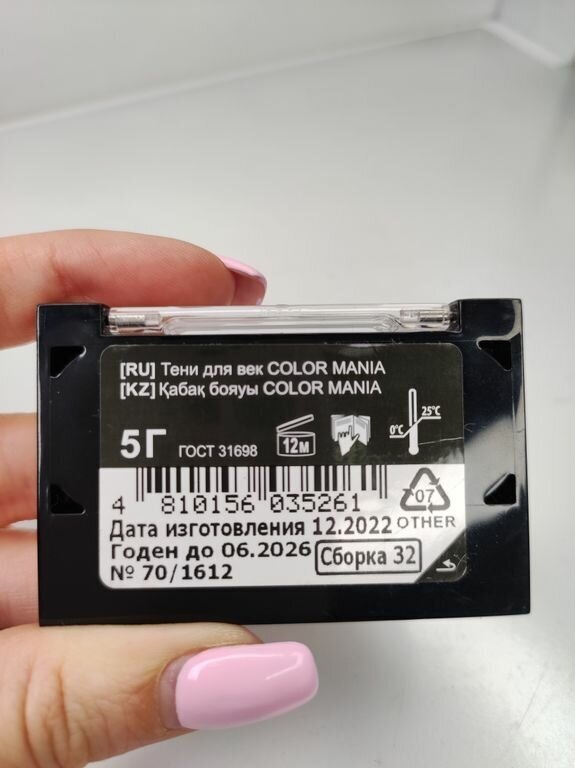 [RU] Тени для век COLOR MANIA
[KZ] Қабақ бояуы COLOR MANIA
5Г ГОСТ 31698 12м 0°C 25°C
4 810156 035261
07
OTHER
Дата изготовления 12.2022
Годен до 06.2026 Сборка 32
№ 70/1612